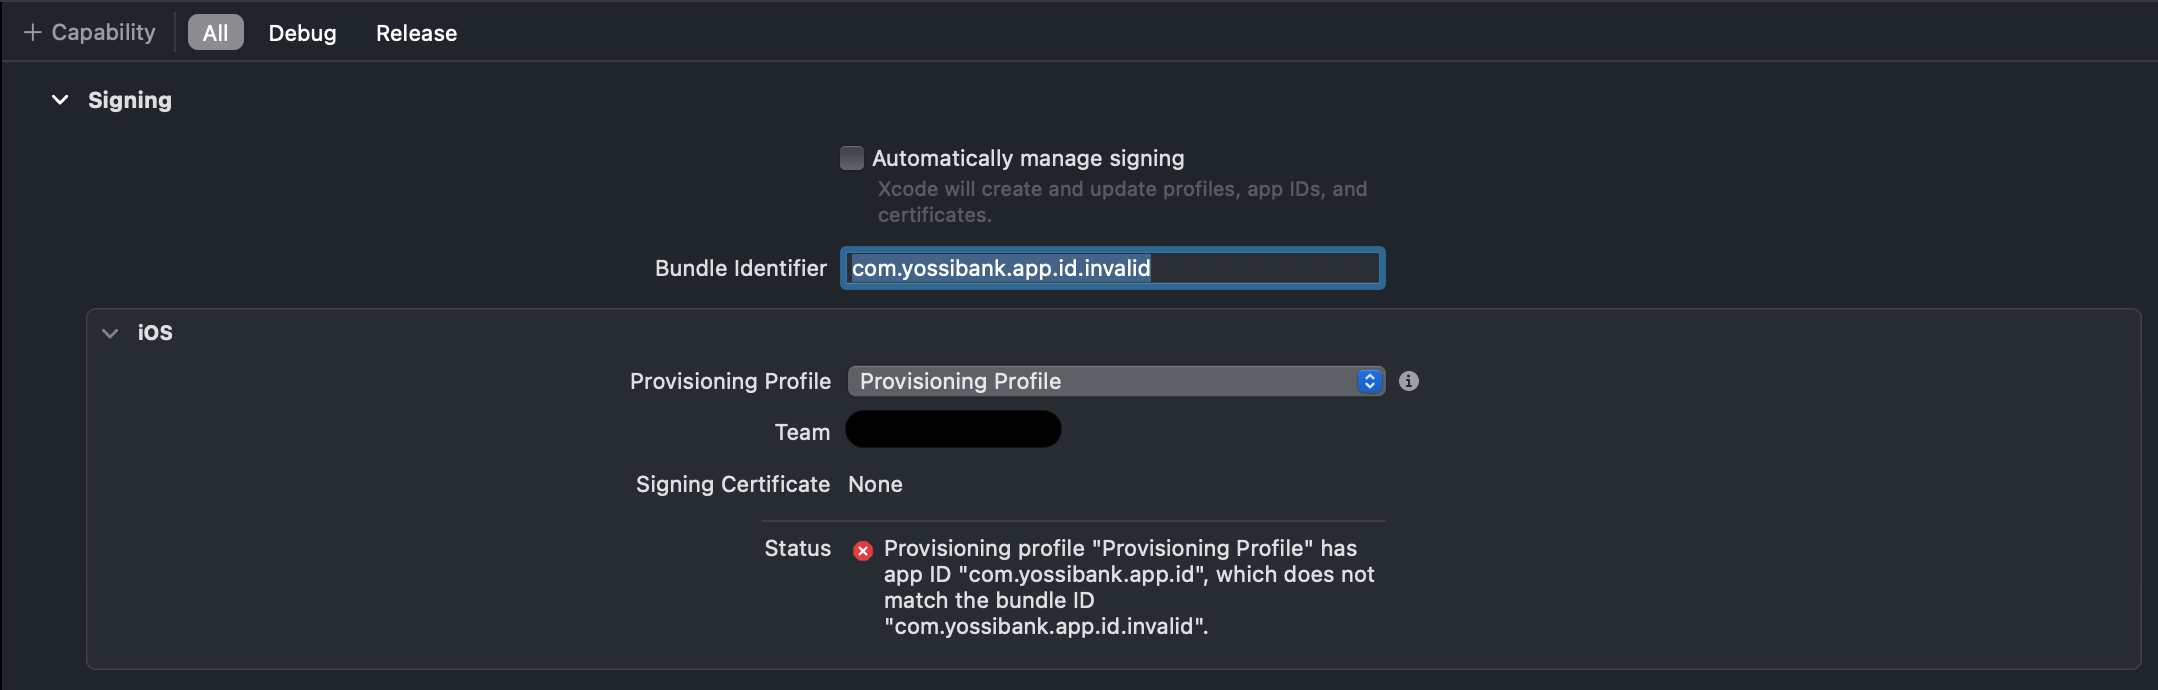 + Capability All Debug Release
Signing
Automatically manage signing
Xcode will create and update profiles, app IDs, and
certificates.
Bundle Identifier com.yossibank.app.id.invalid
iOS
Provisioning Profile Provisioning Profile
Team
Signing Certificate None
Status Provisioning profile "Provisioning Profile" has
app ID "com.yossibank.app.id", which does not
match the bundle ID
"com.yossibank.app.id.invalid".